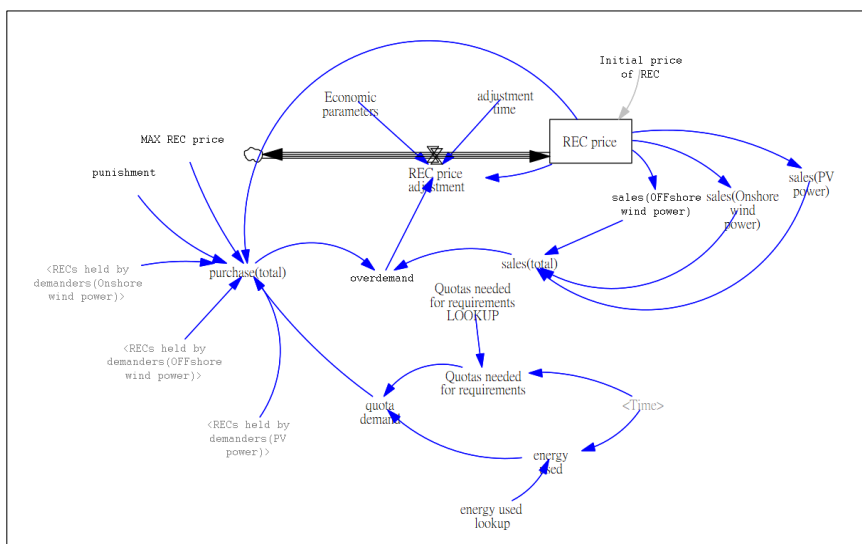 Initial price
of REC
Economic
parameters
adjustment
time
MAX REC price
REC price
punishment
REC price
adjustment
sales(OFFshore
wind power)
sales(Onshore
wind
power)
sales(PV
power)
<RECs held by
demanders(Onshore
wind power)>
purchase(total)
overdemand
sales(total)
Quotas needed
for requirements
LOOKUP
<RECs held by
demanders(OFFshore
wind power)>
Quotas needed
for requirements
quota
demand
<Time>
<RECs held by
demanders(PV
power)>
energy
used
energy used
lookup